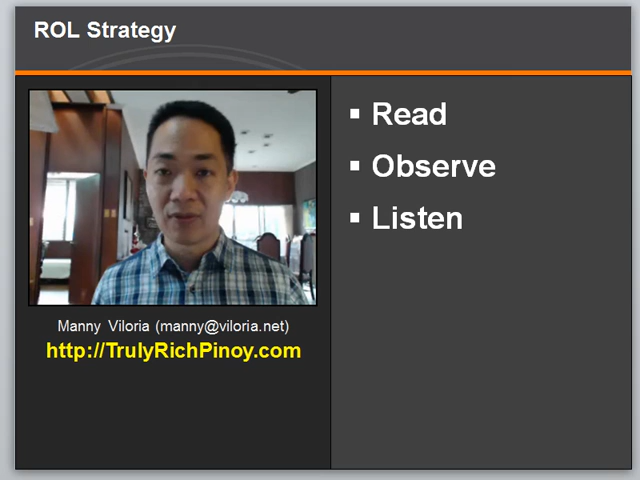 ROL Strategy
Manny Viloria (manny@viloria.net)
http://TrulyRichPinoy.com
▪ Read
▪ Observe
▪ Listen